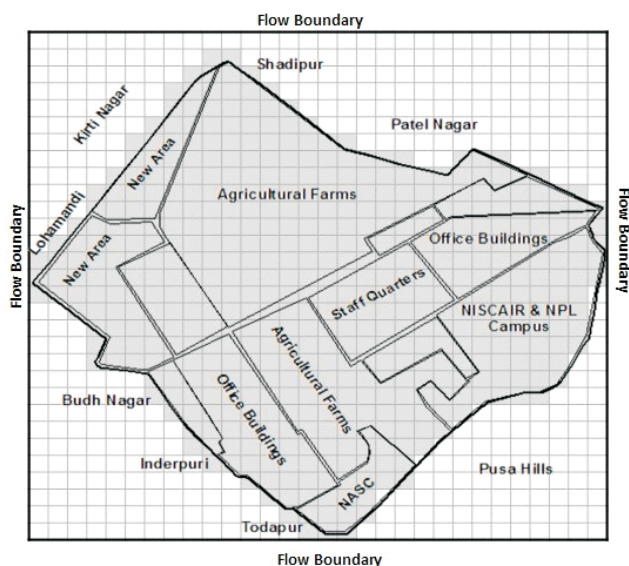 Flow Boundary
Shadipur
Kirti Nagar
Patel Nagar
New Area
Agricultural Farms
Lohamandi
New Area
Flow Boundary
Office Buildings
Flow Boundary
Staff Quarters
NISCAIR & NPL
Campus
Agricultural Farms
Office Buildings
Budh Nagar
Inderpuri
NASC
Pusa Hills
Todapur
Flow Boundary